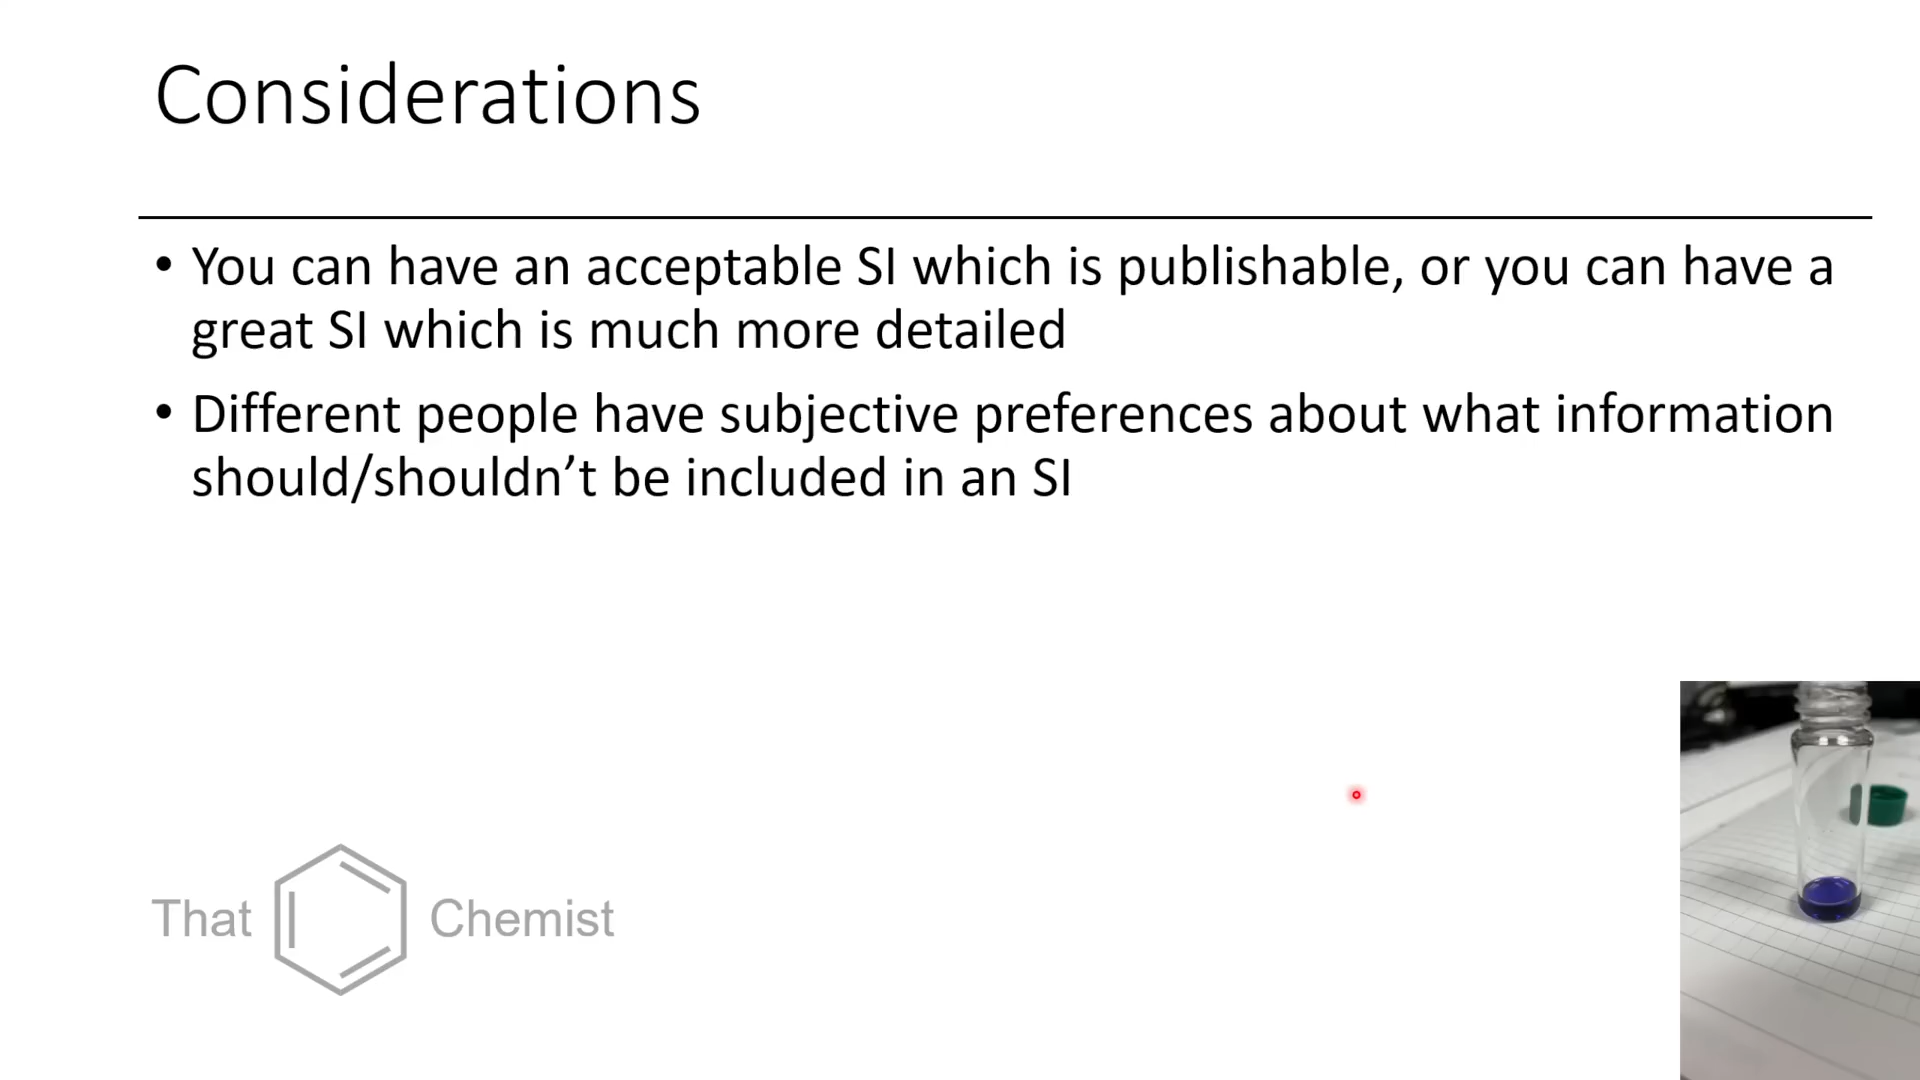 Considerations
• You can have an acceptable SI which is publishable, or you can have a
great SI which is much more detailed
• Different people have subjective preferences about what information
should/shouldn’t be included in an SI
That Chemist